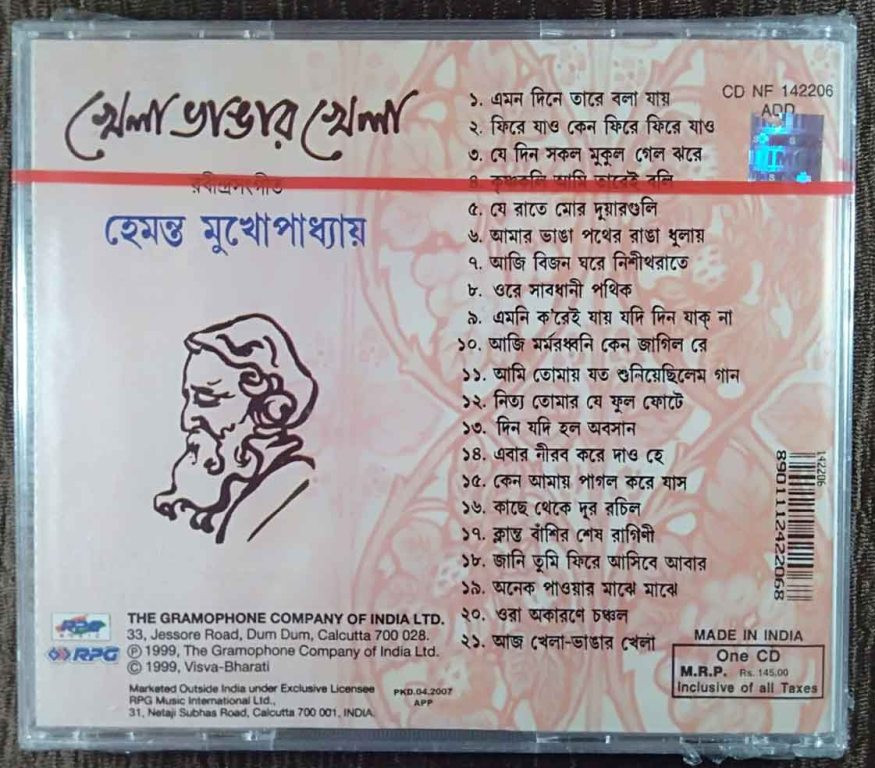 খেলা ভাঙার খেলা
রবীন্দ্রসংগীত
হেমন্ত মুখোপাধ্যায়
১. এমন দিনে তারে বলা যায়
২. ফিরে যাও কেন ফিরে ফিরে যাও
৩. যে দিন সকল মুকুল গেল ঝরে
৪. কৃষ্ণকলি আমি তারেই বলি
৫. যে রাতে মোর দুয়ারগুলি
৬. আমার ভাঙা পথের রাঙা ধুলায়
৭. আজি বিজন ঘরে নিশীথরাতে
৮. ওরে সাবধানী পথিক
৯. এমনি ক'রেই যায় যদি দিন যাক্ না
১০. আজি মর্মরধ্বনি কেন জাগিল রে
১১. আমি তোমায় যত শুনিয়েছিলেম গান
১২. নিত্য তোমার যে ফুল ফোটে
১৩. দিন যদি হল অবসান
১৪. এবার নীরব করে দাও হে
১৫. কেন আমায় পাগল করে যাস
১৬. কাছে থেকে দূর রচিল
১৭. ক্লান্ত বাঁশির শেষ রাগিণী
১৮. জানি তুমি ফিরে আসিবে আবার
১৯. অনেক পাওয়ার মাঝে মাঝে
২০. ওরা অকারণে চঞ্চল
২১. আজ খেলা-ভাঙার খেলা
CD NF 142206
ADD
142206
8901112422068
RPG
THE GRAMOPHONE COMPANY OF INDIA LTD.
33, Jessore Road, Dum Dum, Calcutta 700 028.
℗ 1999, The Gramophone Company of India Ltd.
© 1999, Visva-Bharati
RPG
Marketed Outside India under Exclusive Licensee
RPG Music International Ltd.,
31, Netaji Subhas Road, Calcutta 700 001, INDIA.
PKD.04.2007
APP
MADE IN INDIA
One CD
M.R.P. Rs. 145.00
Inclusive of all Taxes